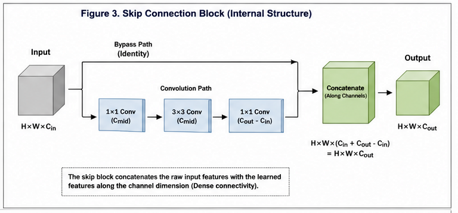 Figure 3. Skip Connection Block (Internal Structure)
Input
Bypass Path
(Identity)
Output
Convolution Path
1×1 Conv
(Cmid)
3×3 Conv
(Cmid)
1×1 Conv
(Cout - Cin)
Concatenate
(Along Channels)
H×W×Cin
H×W×Cout
H×W×(Cin + Cout - Cin)
= H×W×Cout
The skip block concatenates the raw input features with the learned
features along the channel dimension (Dense connectivity).